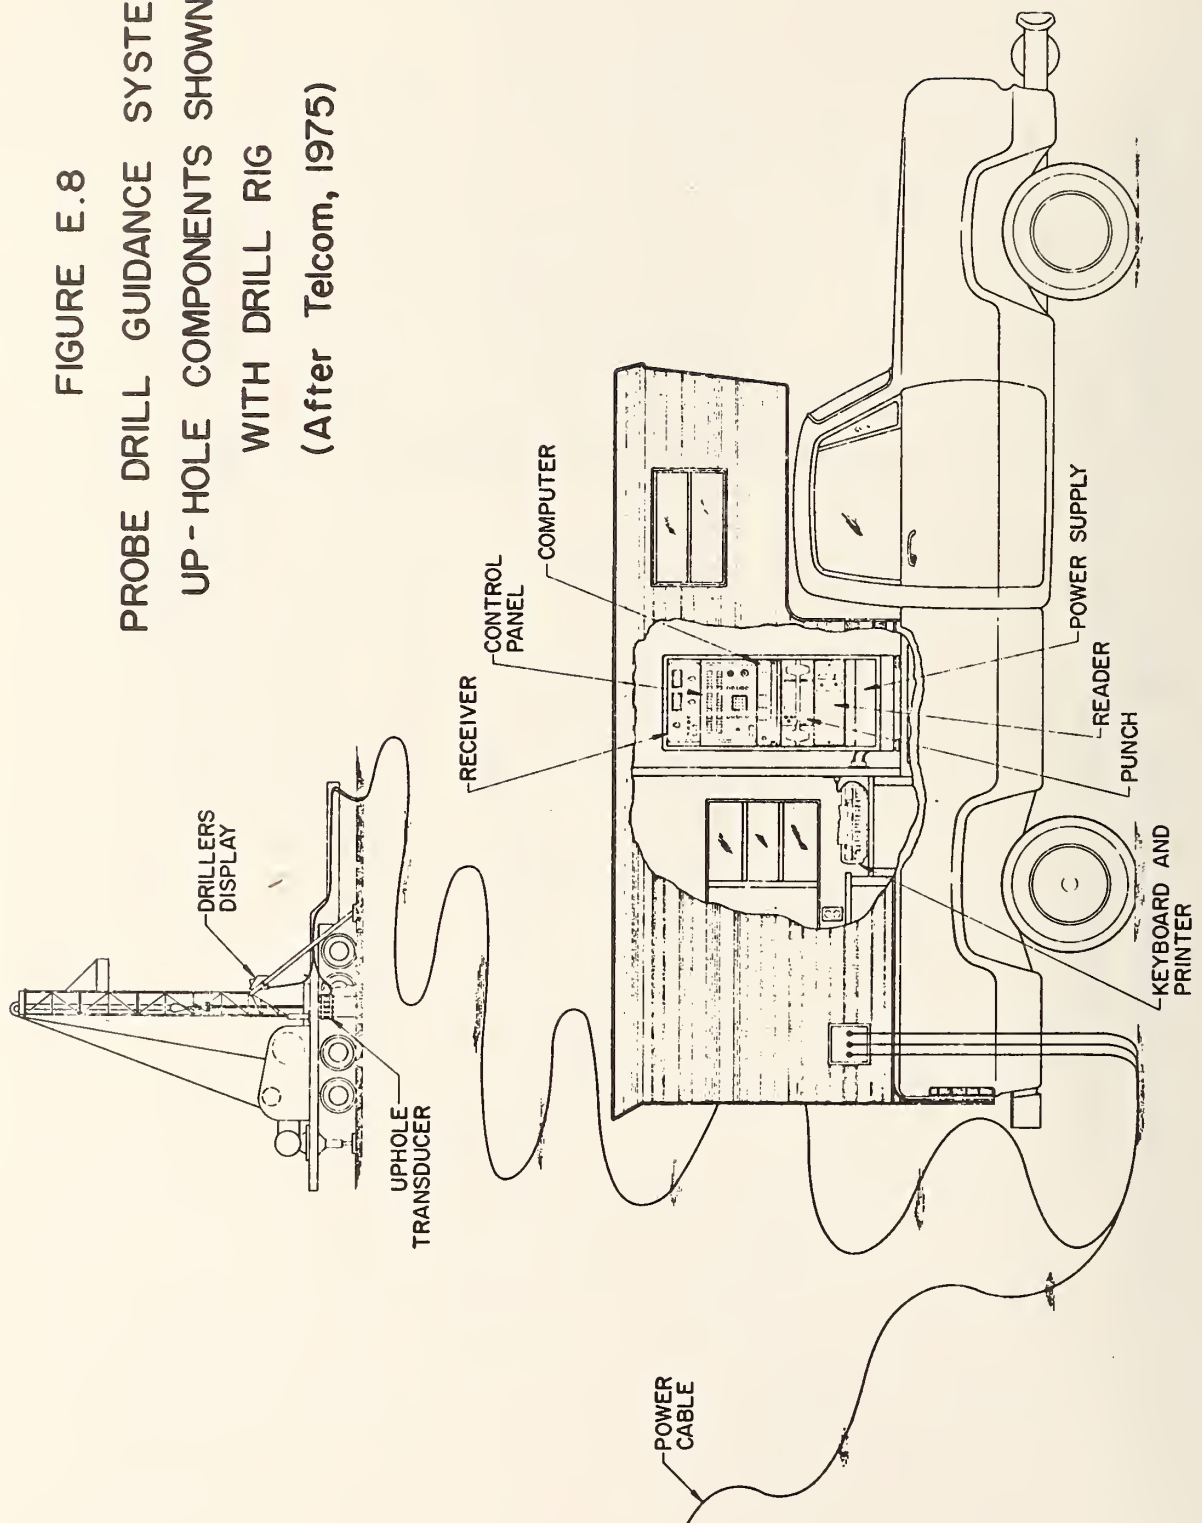 FIGURE E.8
PROBE DRILL GUIDANCE SYSTE
UP-HOLE COMPONENTS SHOWN
WITH DRILL RIG
(After Telcom, 1975)
DRILLERS
DISPLAY
UPHOLE
TRANSDUCER
RECEIVER
CONTROL
PANEL
COMPUTER
POWER
CABLE
KEYBOARD AND
PRINTER
PUNCH
READER
POWER SUPPLY